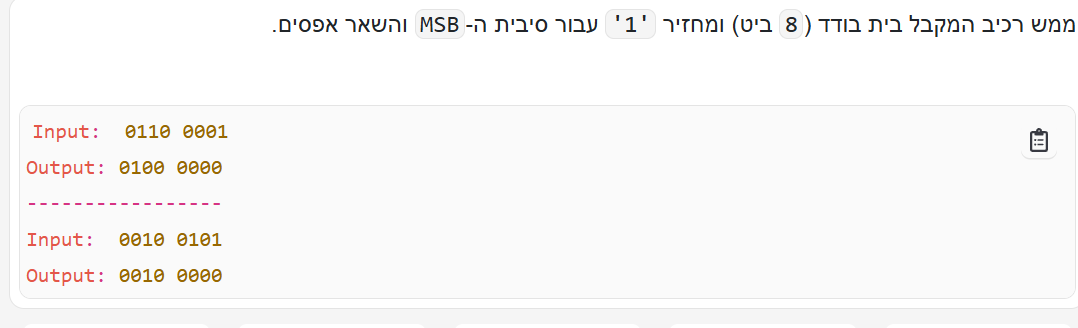 ממש רכיב המקבל בית בודד (8 ביט) ומחזיר '1' עבור סיבית ה-MSB והשאר אפסים.
Input:  0110 0001
Output: 0100 0000
-----------------
Input:  0010 0101
Output: 0010 0000